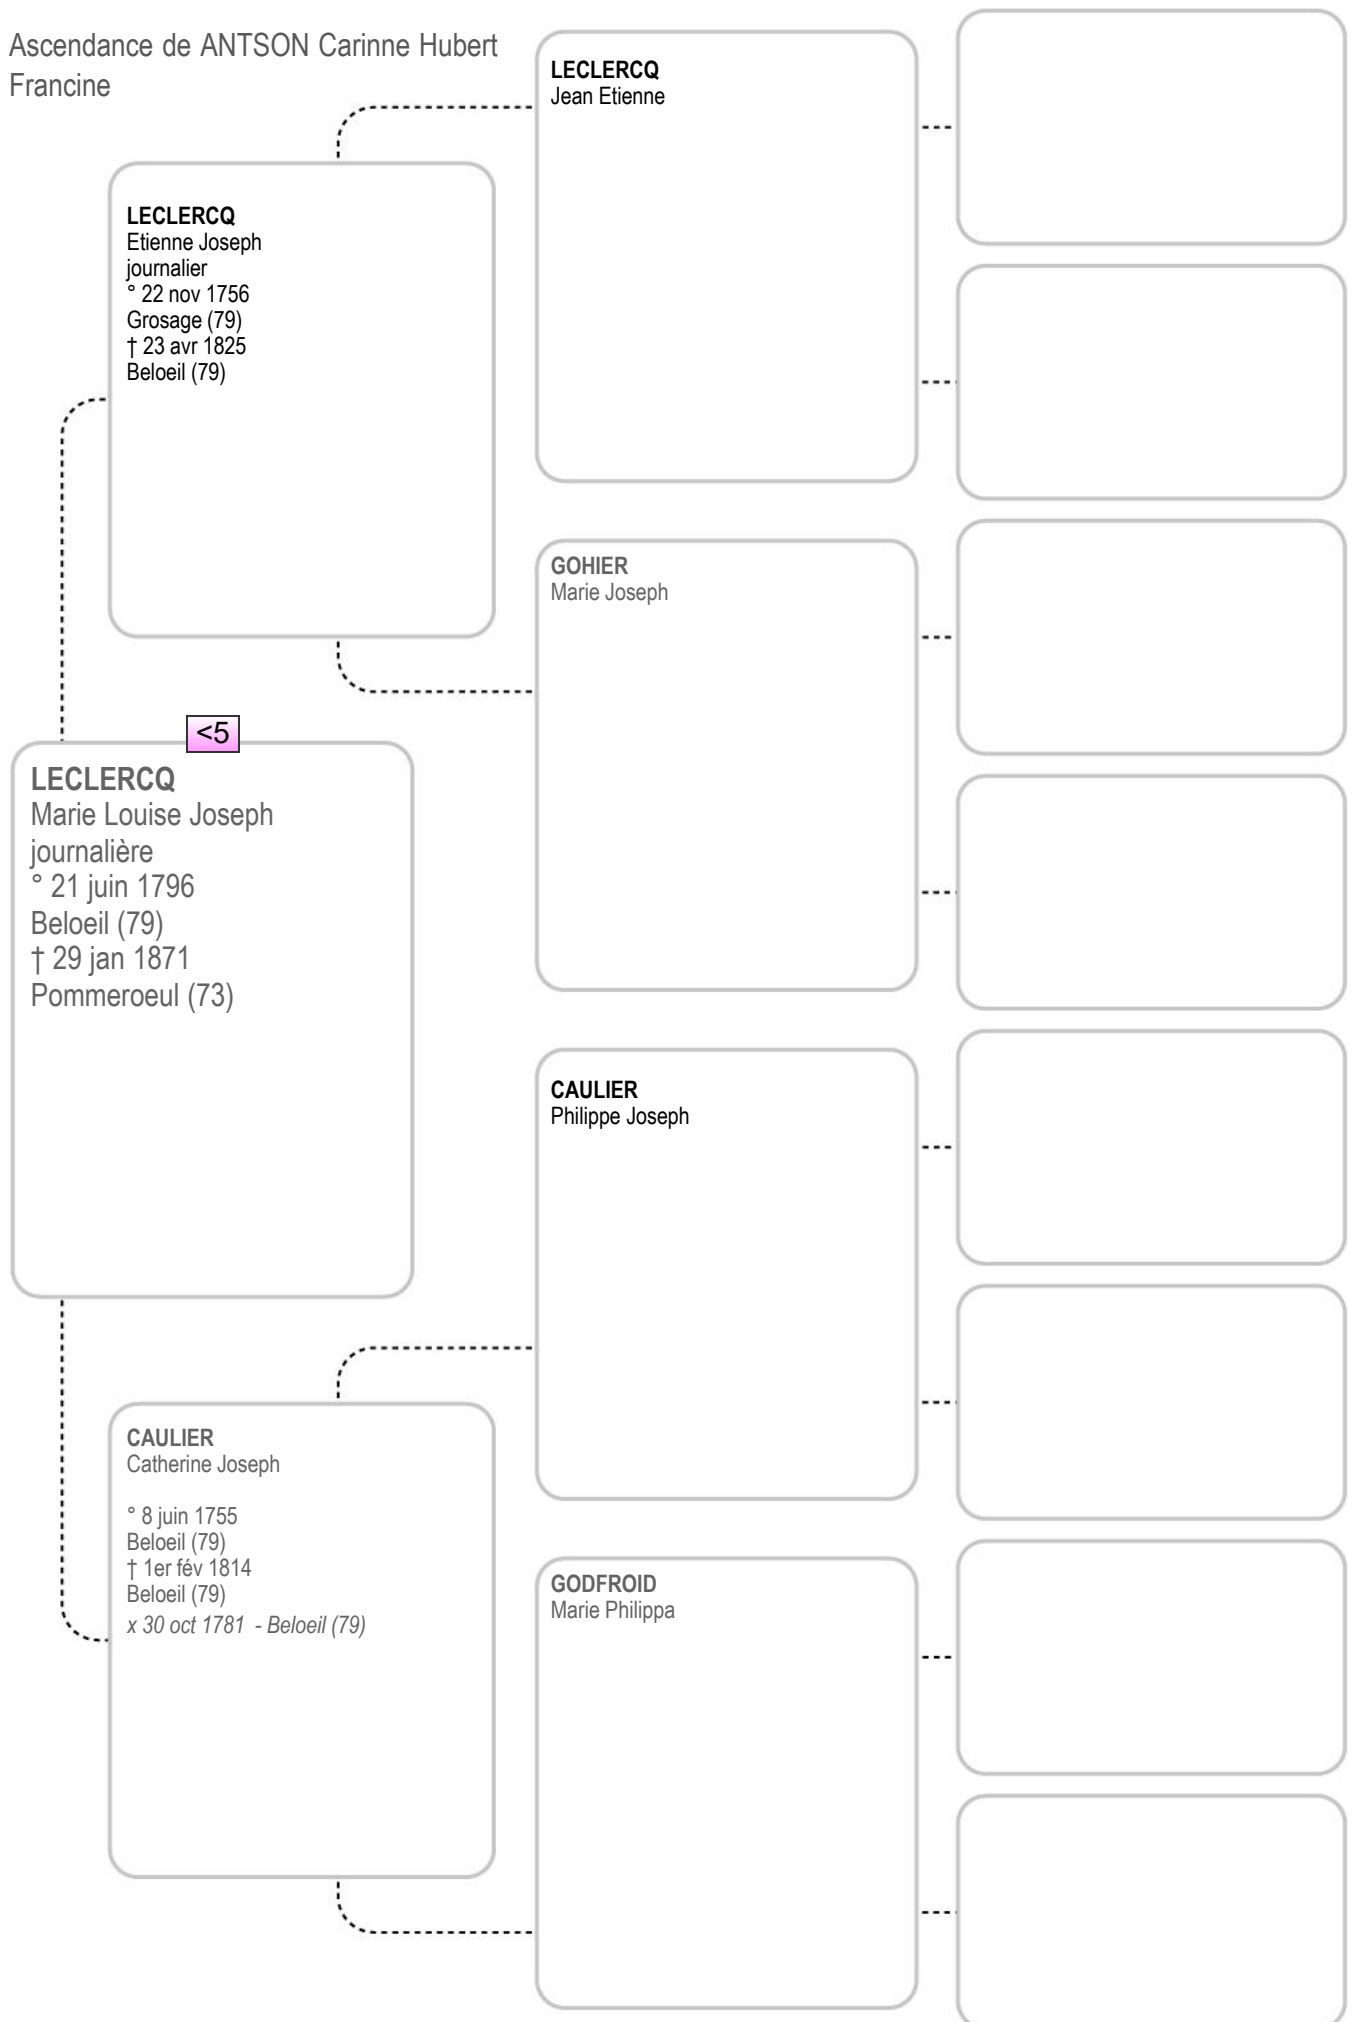 Ascendance de ANTSON Carinne Hubert
Francine
LECLERCQ
Jean Etienne
LECLERCQ
Etienne Joseph
journalier
° 22 nov 1756
Grosage (79)
† 23 avr 1825
Beloeil (79)
GOHIER
Marie Joseph
<5
LECLERCQ
Marie Louise Joseph
journalière
° 21 juin 1796
Beloeil (79)
† 29 jan 1871
Pommeroeul (73)
CAULIER
Philippe Joseph
CAULIER
Catherine Joseph
° 8 juin 1755
Beloeil (79)
† 1er fév 1814
Beloeil (79)
x 30 oct 1781 - Beloeil (79)
GODFROID
Marie Philippa